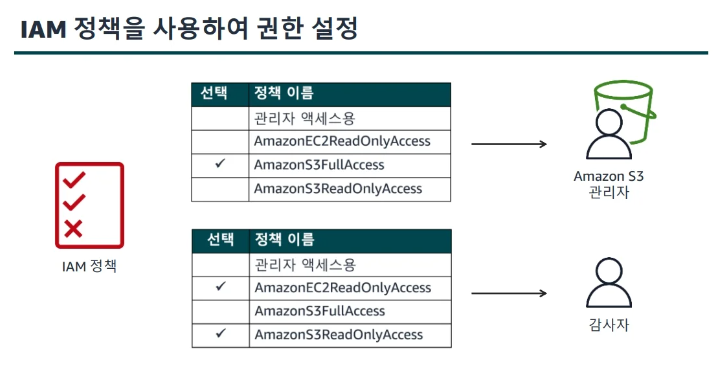 IAM 정책을 사용하여 권한 설정
선택 정책 이름
관리자 액세스용
AmazonEC2ReadOnlyAccess
✓ AmazonS3FullAccess
AmazonS3ReadOnlyAccess
Amazon S3
관리자
IAM 정책
선택 정책 이름
관리자 액세스용
✓ AmazonEC2ReadOnlyAccess
AmazonS3FullAccess
✓ AmazonS3ReadOnlyAccess
감사자